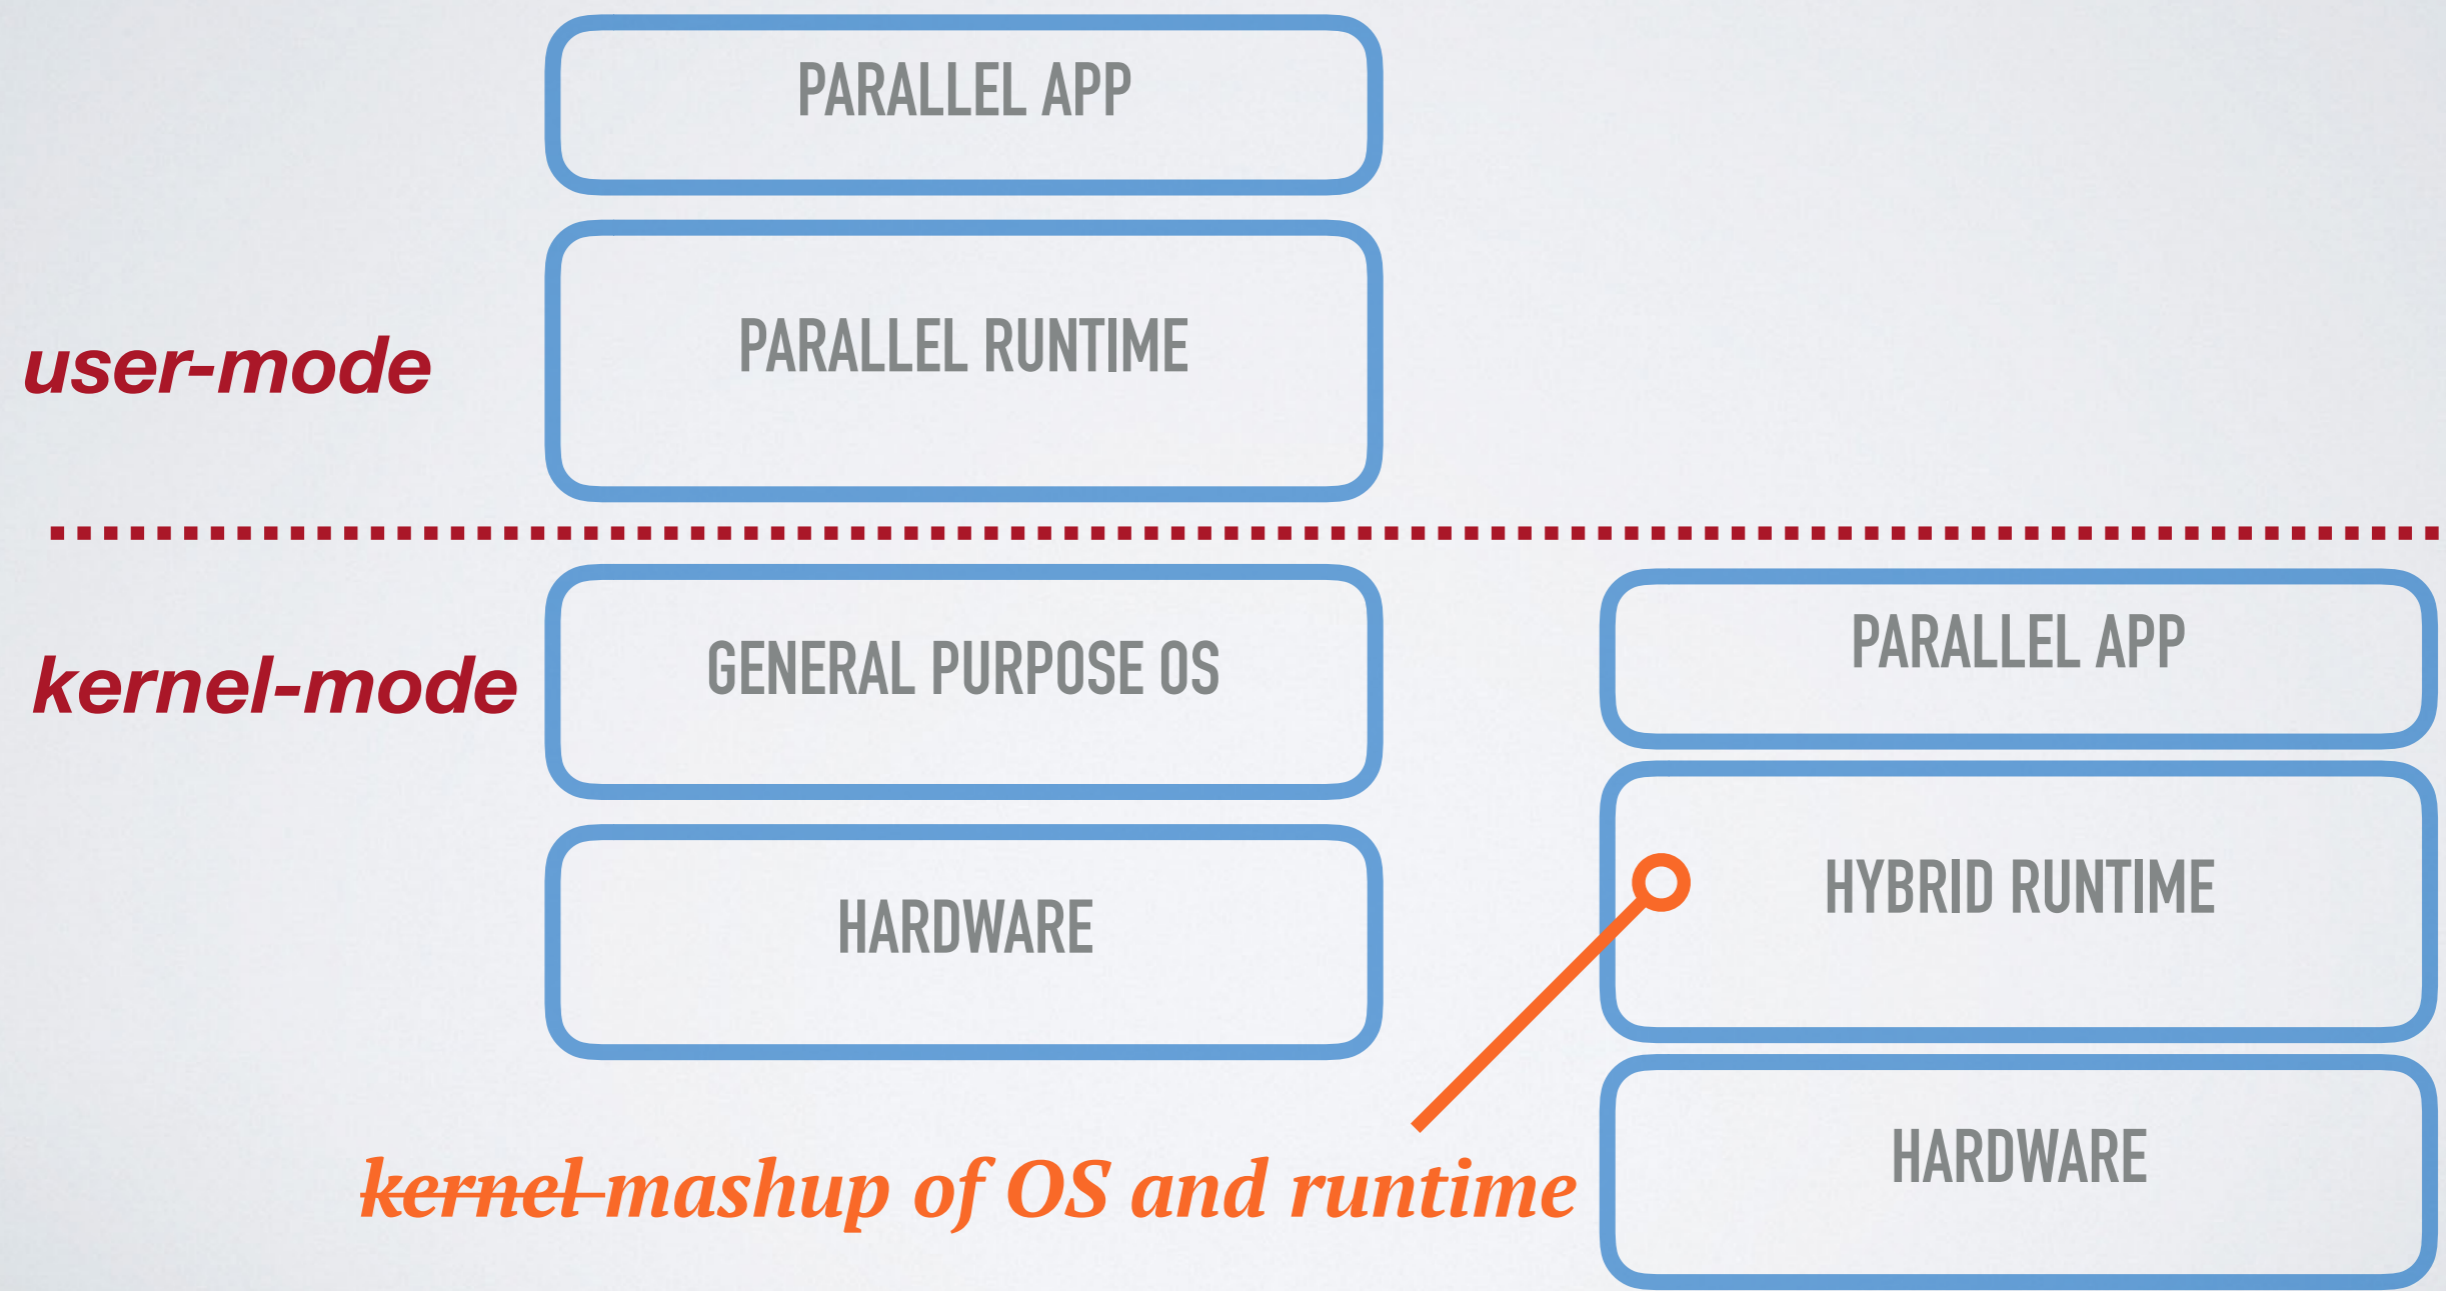 PARALLEL APP
PARALLEL RUNTIME
user-mode
kernel-mode
GENERAL PURPOSE OS
HARDWARE
PARALLEL APP
HYBRID RUNTIME
HARDWARE
kernel mashup of OS and runtime